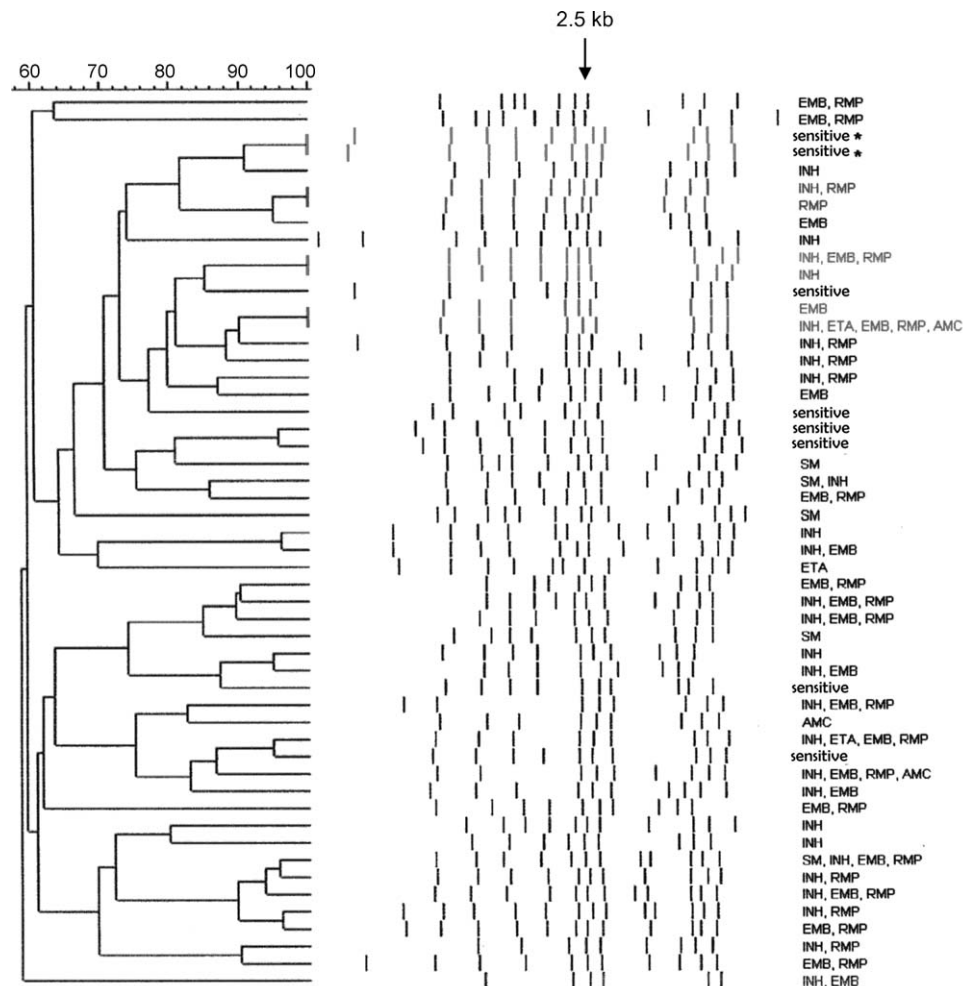 2.5 kb
60 70 80 90 100
EMB, RMP
EMB, RMP
sensitive *
sensitive *
INH
INH, RMP
RMP
EMB
INH
INH, EMB, RMP
INH
sensitive
EMB
INH, ETA, EMB, RMP, AMC
INH, RMP
INH, RMP
INH, RMP
EMB
sensitive
sensitive
sensitive
SM
SM, INH
EMB, RMP
SM
INH
INH, EMB
ETA
EMB, RMP
INH, EMB, RMP
INH, EMB, RMP
SM
INH
INH, EMB
sensitive
INH, EMB, RMP
AMC
INH, ETA, EMB, RMP
sensitive
INH, EMB, RMP, AMC
INH, EMB
EMB, RMP
INH
INH
SM, INH, EMB, RMP
INH, RMP
INH, EMB, RMP
INH, RMP
EMB, RMP
INH, RMP
EMB, RMP
INH, EMB